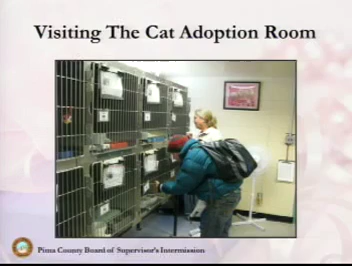 Visiting The Cat Adoption Room
Pima County Board of Supervisor's Intermission